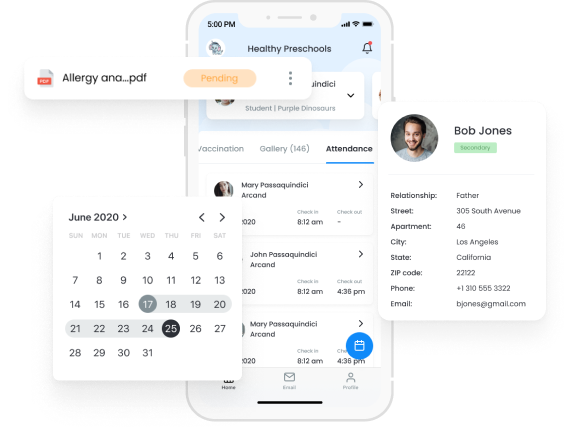 5:00 PM
Healthy Preschools
PDF
Allergy ana...pdf
Pending
uindici
Student | Purple Dinosaurs
Vaccination
Gallery (146)
Attendance
Mary Passaquindici
Arcand
Check in
Check out
2020
8:12 am
-
John Passaquindici
Arcand
Check in
Check out
2020
8:12 am
4:36 pm
Mary Passaquindici
Arcand
Check in
2020
8:12 am
4:36 pm
Home
Email
Profile
June 2020
SUN MON TUE WED THU FRI SAT
1 2 3 4 5 6
7 8 9 10 11 12 13
14 15 16 17 18 19 20
21 22 23 24 25 26 27
28 29 30 31
Bob Jones
Secondary
Relationship: Father
Street: 305 South Avenue
Apartment: 46
City: Los Angeles
State: California
ZIP code: 22122
Phone: +1 310 555 3322
Email: bjones@gmail.com